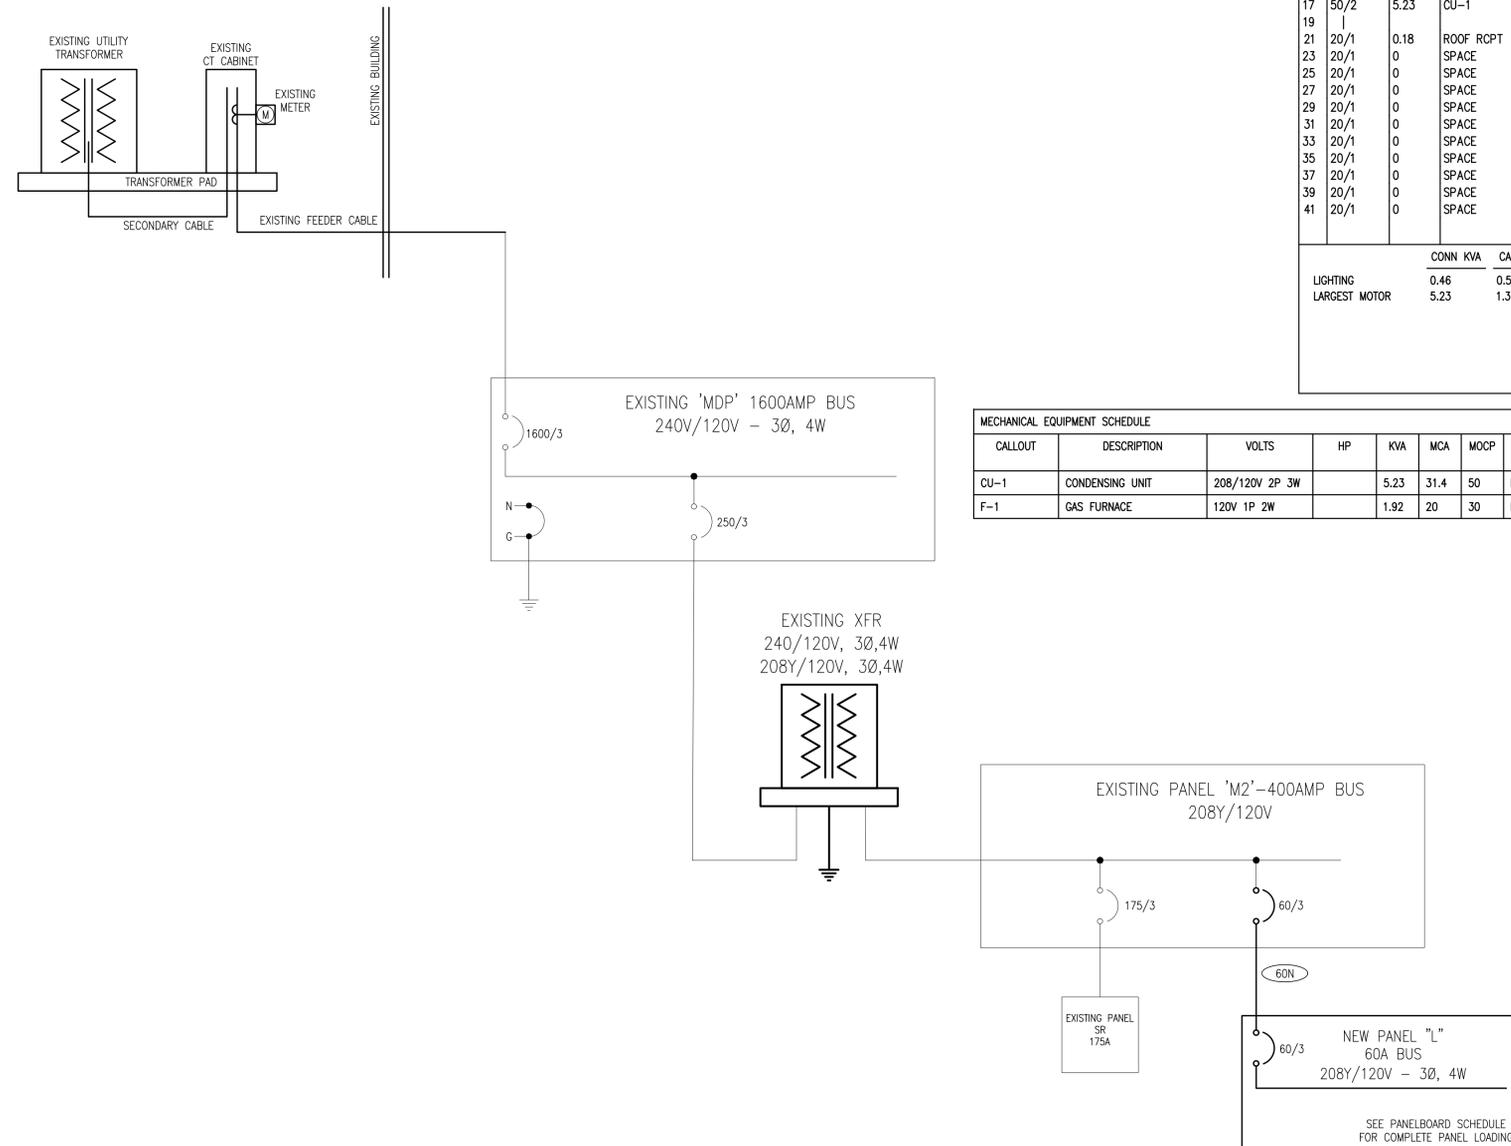 EXISTING UTILITY
TRANSFORMER
EXISTING
CT CABINET
EXISTING
METER
M
EXISTING BUILDING
TRANSFORMER PAD
SECONDARY CABLE
EXISTING FEEDER CABLE
17 50/2 5.23 CU-1
19 |
21 20/1 0.18 ROOF RCPT
23 20/1 0 SPACE
25 20/1 0 SPACE
27 20/1 0 SPACE
29 20/1 0 SPACE
31 20/1 0 SPACE
33 20/1 0 SPACE
35 20/1 0 SPACE
37 20/1 0 SPACE
39 20/1 0 SPACE
41 20/1 0 SPACE
CONN KVA CA
LIGHTING 0.46 0.5
LARGEST MOTOR 5.23 1.3
EXISTING 'MDP' 1600AMP BUS
240V/120V - 3Ø, 4W
1600/3
N
G
250/3
MECHANICAL EQUIPMENT SCHEDULE
CALLOUT DESCRIPTION VOLTS HP KVA MCA MOCP
CU-1 CONDENSING UNIT 208/120V 2P 3W 5.23 31.4 50
F-1 GAS FURNACE 120V 1P 2W 1.92 20 30
EXISTING XFR
240/120V, 3Ø,4W
208Y/120V, 3Ø,4W
EXISTING PANEL 'M2'-400AMP BUS
208Y/120V
175/3
60/3
60N
EXISTING PANEL
SR
175A
60/3
NEW PANEL "L"
60A BUS
208Y/120V - 3Ø, 4W
SEE PANELBOARD SCHEDULE
FOR COMPLETE PANEL LOADING